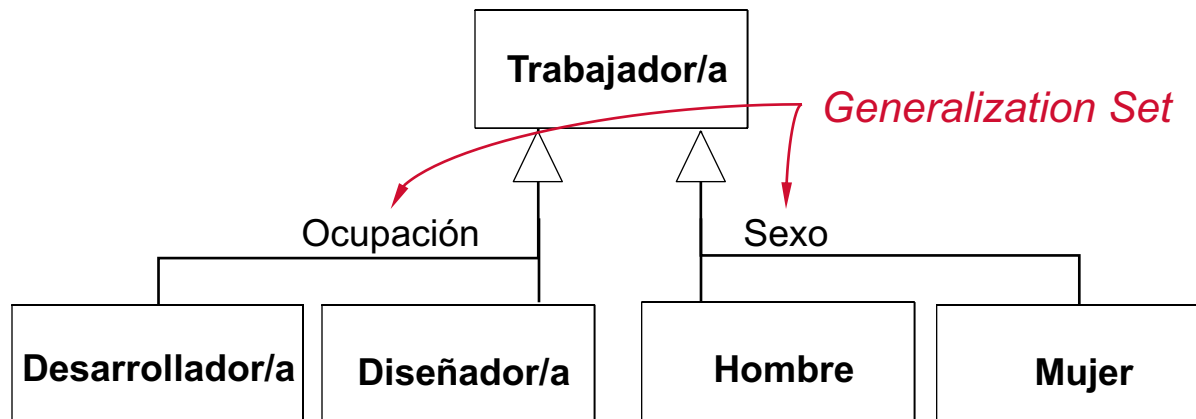 Trabajador/a
Generalization Set
Ocupación
Sexo
Desarrollador/a
Diseñador/a
Hombre
Mujer